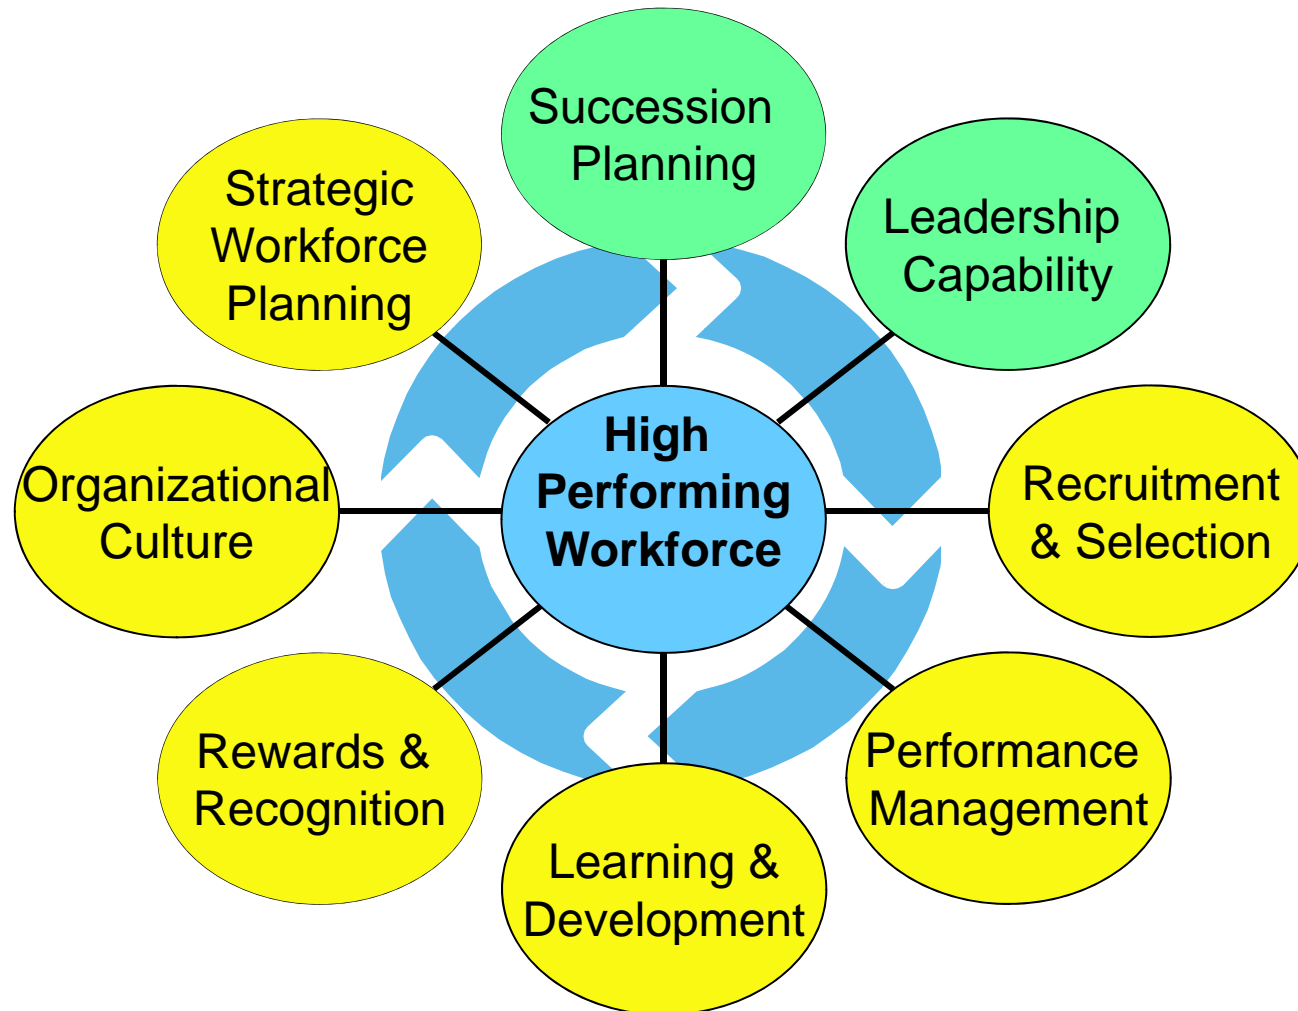 Succession
Planning
Leadership
Capability
Recruitment
& Selection
Performance
Management
Learning &
Development
Rewards &
Recognition
Organizational
Culture
Strategic
Workforce
Planning
High
Performing
Workforce